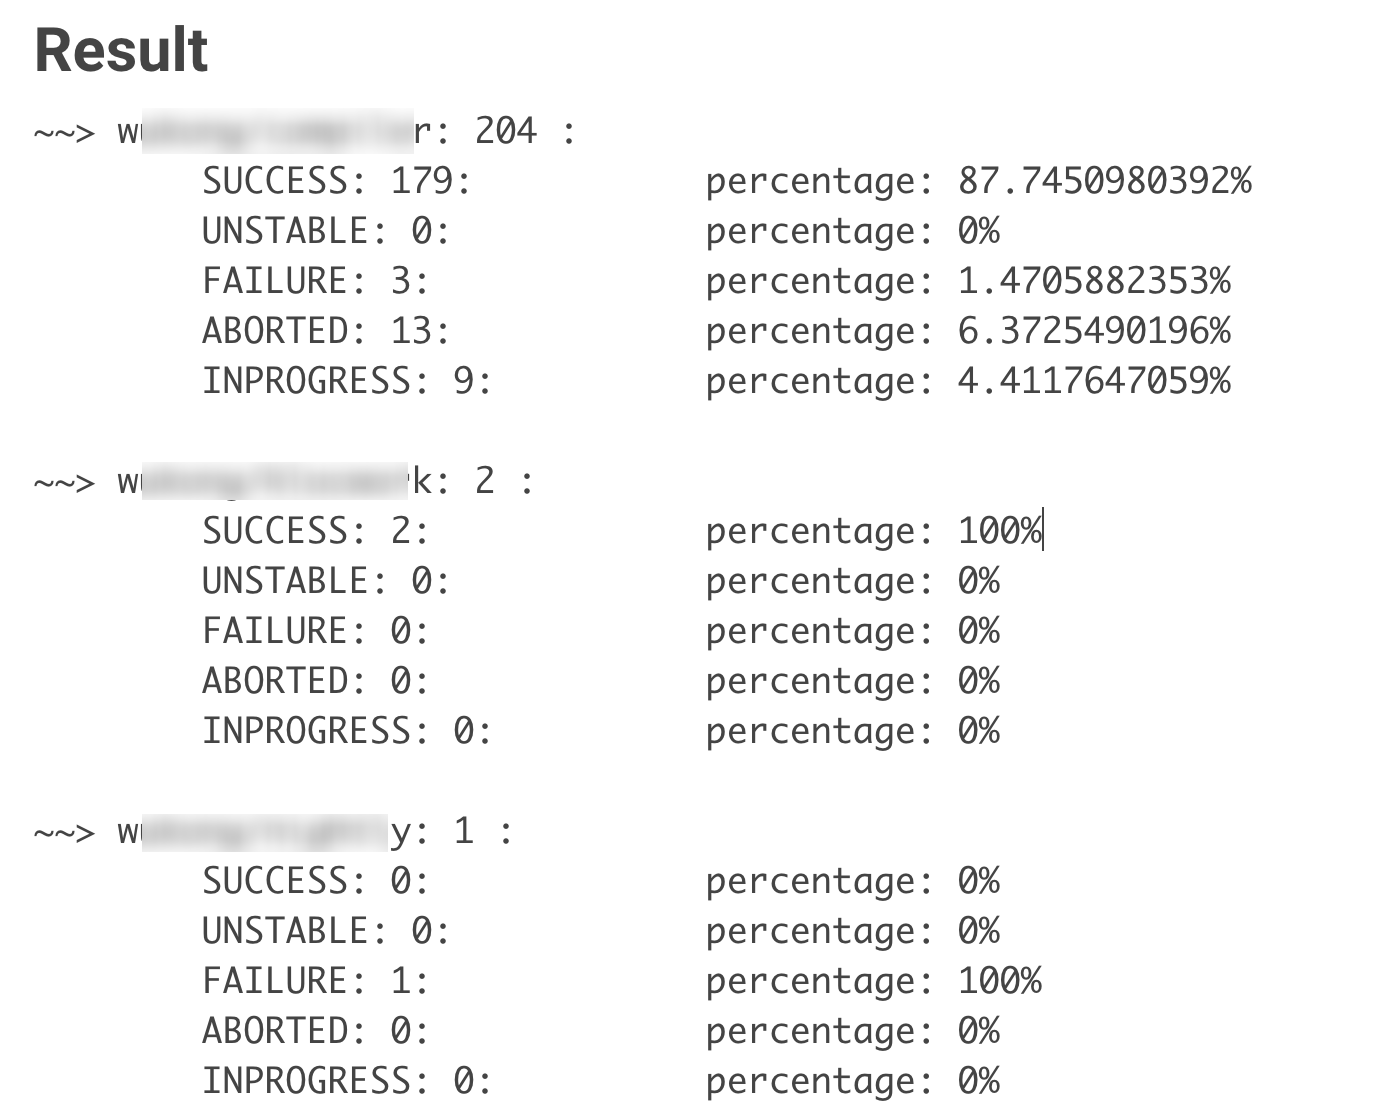 Result
~~> w r: 204 :
SUCCESS: 179: percentage: 87.7450980392%
UNSTABLE: 0: percentage: 0%
FAILURE: 3: percentage: 1.4705882353%
ABORTED: 13: percentage: 6.3725490196%
INPROGRESS: 9: percentage: 4.4117647059%
~~> w k: 2 :
SUCCESS: 2: percentage: 100%
UNSTABLE: 0: percentage: 0%
FAILURE: 0: percentage: 0%
ABORTED: 0: percentage: 0%
INPROGRESS: 0: percentage: 0%
~~> w y: 1 :
SUCCESS: 0: percentage: 0%
UNSTABLE: 0: percentage: 0%
FAILURE: 1: percentage: 100%
ABORTED: 0: percentage: 0%
INPROGRESS: 0: percentage: 0%